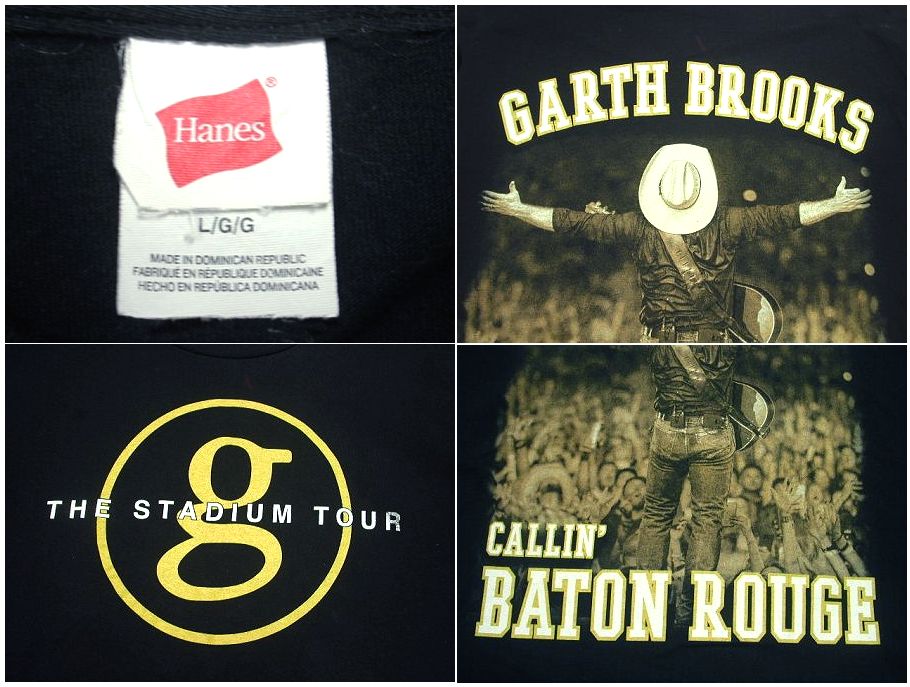 Hanes®
L/G/G
MADE IN DOMINICAN REPUBLIC
FABRIQUÉ EN RÉPUBLIQUE DOMINICAINE
HECHO EN REPÚBLICA DOMINICANA
GARTH BROOKS
g
THE STADIUM TOUR
CALLIN'
BATON ROUGE